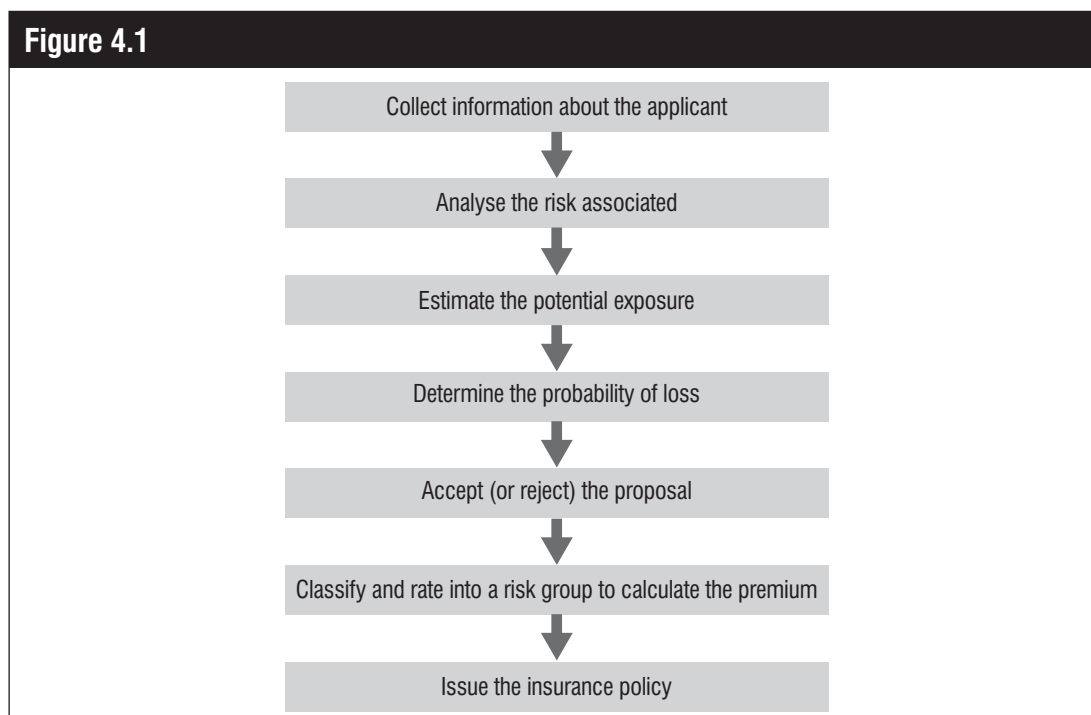 Figure 4.1
Collect information about the applicant
Analyse the risk associated
Estimate the potential exposure
Determine the probability of loss
Accept (or reject) the proposal
Classify and rate into a risk group to calculate the premium
Issue the insurance policy